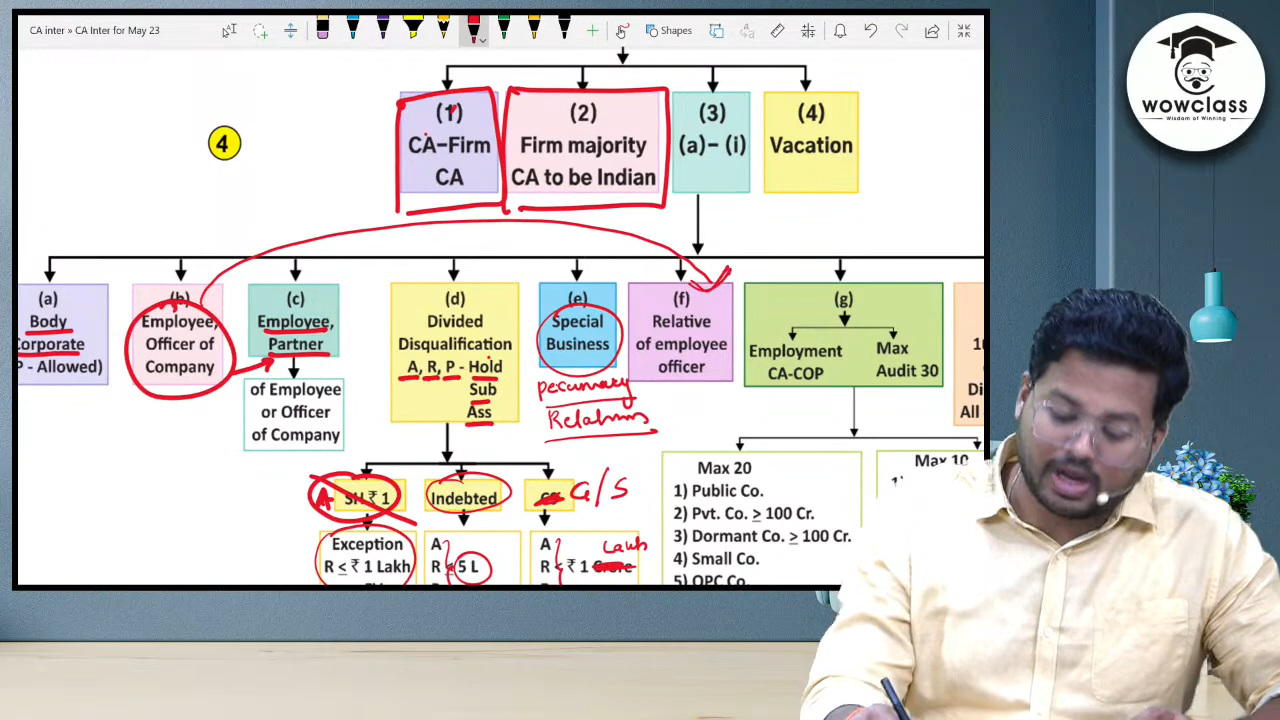 CA inter » CA Inter for May 23
Shapes
wowclass
Wisdom of Winning
4
(1)
CA-Firm
CA
(2)
Firm majority
CA to be Indian
(3)
(a)- (i)
(4)
Vacation
(a)
Body
Corporate
P - Allowed)
(b)
Employee,
Officer of
Company
(c)
Employee,
Partner
of Employee
or Officer
of Company
(d)
Divided
Disqualification
A, R, P - Hold
Sub
Ass
(e)
Special
Business
pecuniary
Relations
(f)
Relative
of employee
officer
(g)
Employment
CA-COP
Max
Audit 30
Di
All
A
SH ₹ 1
Indebted
G/S
Exception
R ≤ ₹ 1 Lakh
A
R ≤ 5 L
A
R ≤ ₹ 1 Crore
Lakh
Max 20
1) Public Co.
2) Pvt. Co. ≥ 100 Cr.
3) Dormant Co. ≥ 100 Cr.
4) Small Co.
5) OPC Co.
Max 10